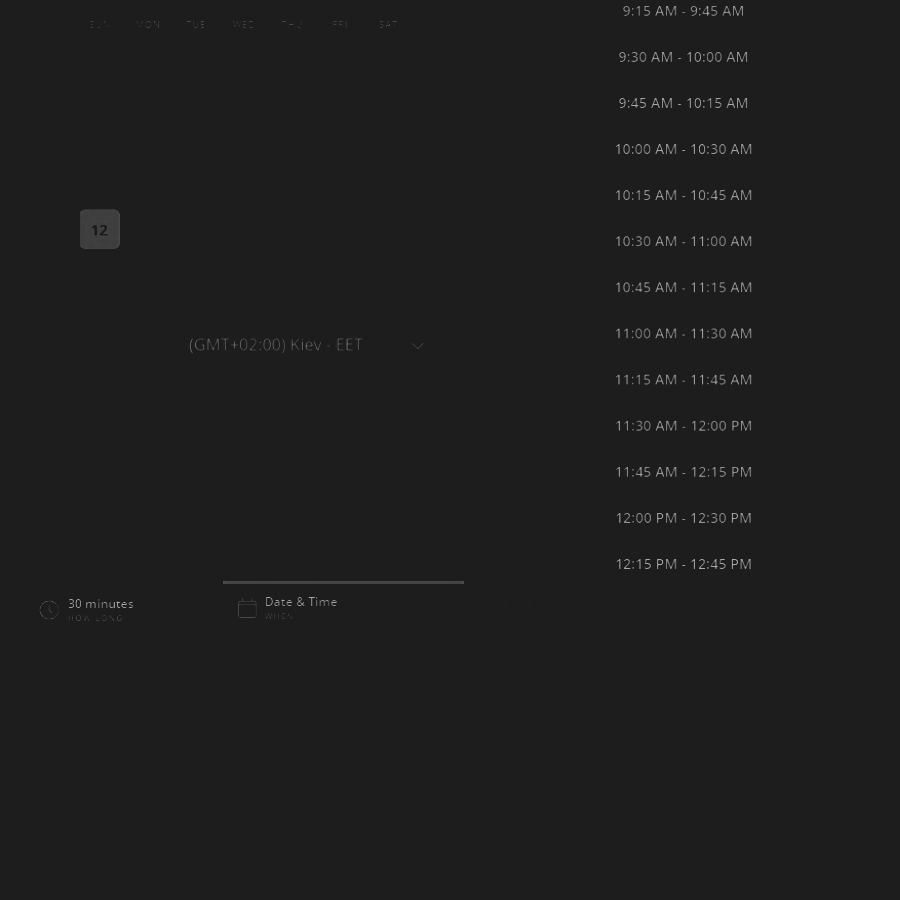 SUN MON TUE WED THU FRI SAT
12
(GMT+02:00) Kiev - EET
9:15 AM - 9:45 AM
9:30 AM - 10:00 AM
9:45 AM - 10:15 AM
10:00 AM - 10:30 AM
10:15 AM - 10:45 AM
10:30 AM - 11:00 AM
10:45 AM - 11:15 AM
11:00 AM - 11:30 AM
11:15 AM - 11:45 AM
11:30 AM - 12:00 PM
11:45 AM - 12:15 PM
12:00 PM - 12:30 PM
12:15 PM - 12:45 PM
30 minutes
HOW LONG
Date & Time
WHEN